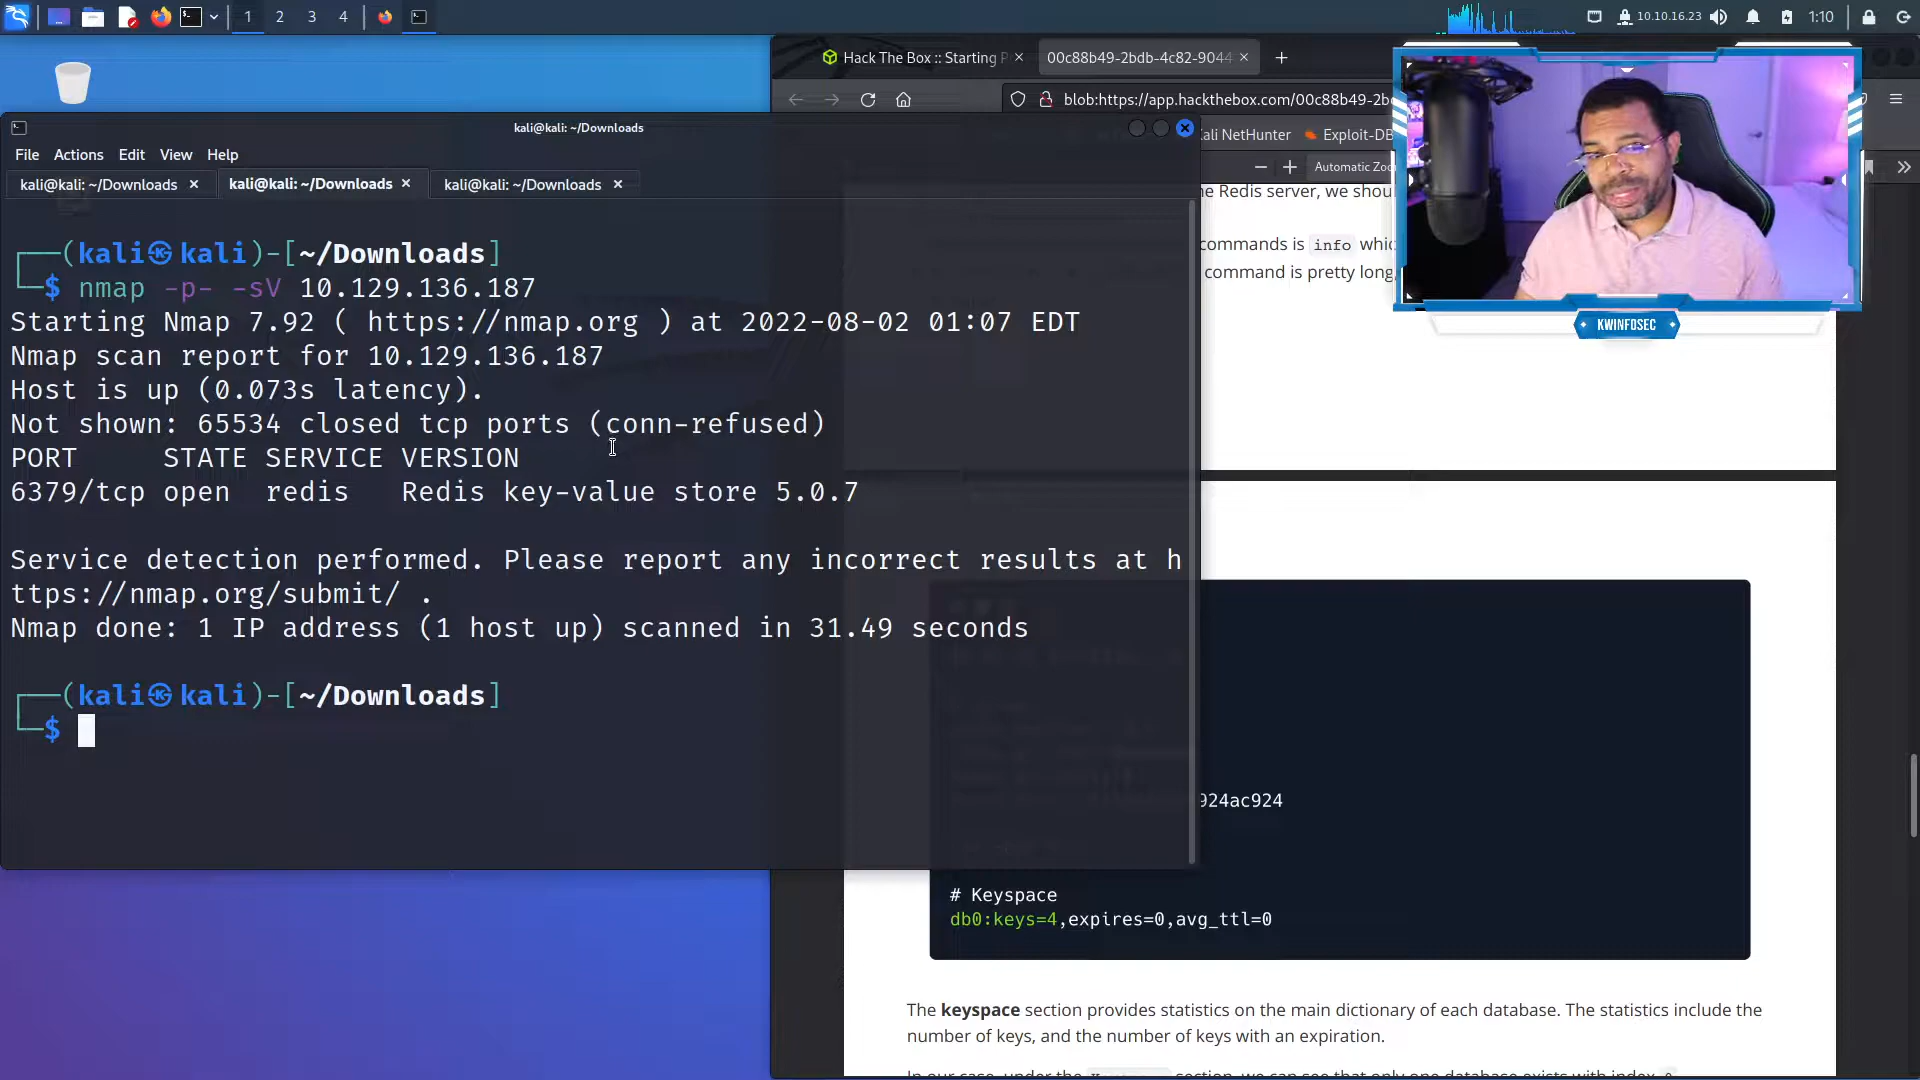 1 2 3 4
10.10.16.23
1:10
Hack The Box :: Starting P
00c88b49-2bdb-4c82-9044
blob:https://app.hackthebox.com/00c88b49-2b
Kali NetHunter
Exploit-DB
Automatic Zoo
kali@kali: ~/Downloads
File Actions Edit View Help
kali@kali: ~/Downloads
kali@kali: ~/Downloads
kali@kali: ~/Downloads
┌──(kali㉿kali)-[~/Downloads]
└─$ nmap -p- -sV 10.129.136.187
Starting Nmap 7.92 ( https://nmap.org ) at 2022-08-02 01:07 EDT
Nmap scan report for 10.129.136.187
Host is up (0.073s latency).
Not shown: 65534 closed tcp ports (conn-refused)
PORT     STATE SERVICE VERSION
6379/tcp open  redis   Redis key-value store 5.0.7
Service detection performed. Please report any incorrect results at h
ttps://nmap.org/submit/ .
Nmap done: 1 IP address (1 host up) scanned in 31.49 seconds
┌──(kali㉿kali)-[~/Downloads]
└─$
he Redis server, we shou
commands is info whic
command is pretty long,
KWINFOSEC
924ac924
# Keyspace
db0:keys=4,expires=0,avg_ttl=0
The keyspace section provides statistics on the main dictionary of each database. The statistics include the
number of keys, and the number of keys with an expiration.